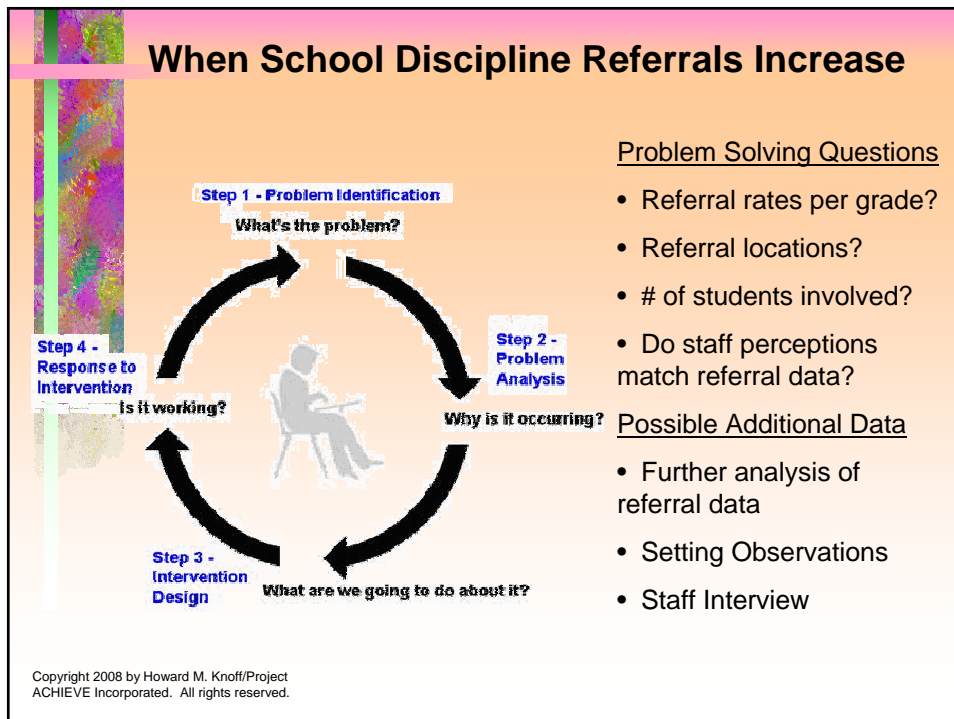 When School Discipline Referrals Increase
Step 1 - Problem Identification
What's the problem?
Step 2 -
Problem
Analysis
Why is it occurring?
Step 3 -
Intervention
Design
What are we going to do about it?
Step 4 -
Response to
Intervention
Is it working?
Problem Solving Questions
• Referral rates per grade?
• Referral locations?
• # of students involved?
• Do staff perceptions
match referral data?
Possible Additional Data
• Further analysis of
referral data
• Setting Observations
• Staff Interview
Copyright 2008 by Howard M. Knoff/Project
ACHIEVE Incorporated.  All rights reserved.